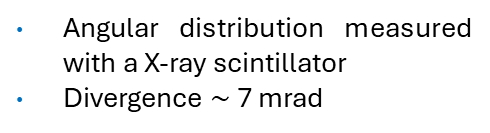 • Angular distribution measured
with a X-ray scintillator
• Divergence ~ 7 mrad